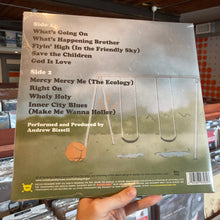 Side 1:
What's Going On
What's Happening Brother
Flyin' High (In the Friendly Sky)
Save the Children
God Is Love
Side 2
Mercy Mercy Me (The Ecology)
Right On
Wholy Holy
Inner City Blues
(Make Me Wanna Holler)
Performed and Produced by
Andrew Bissell